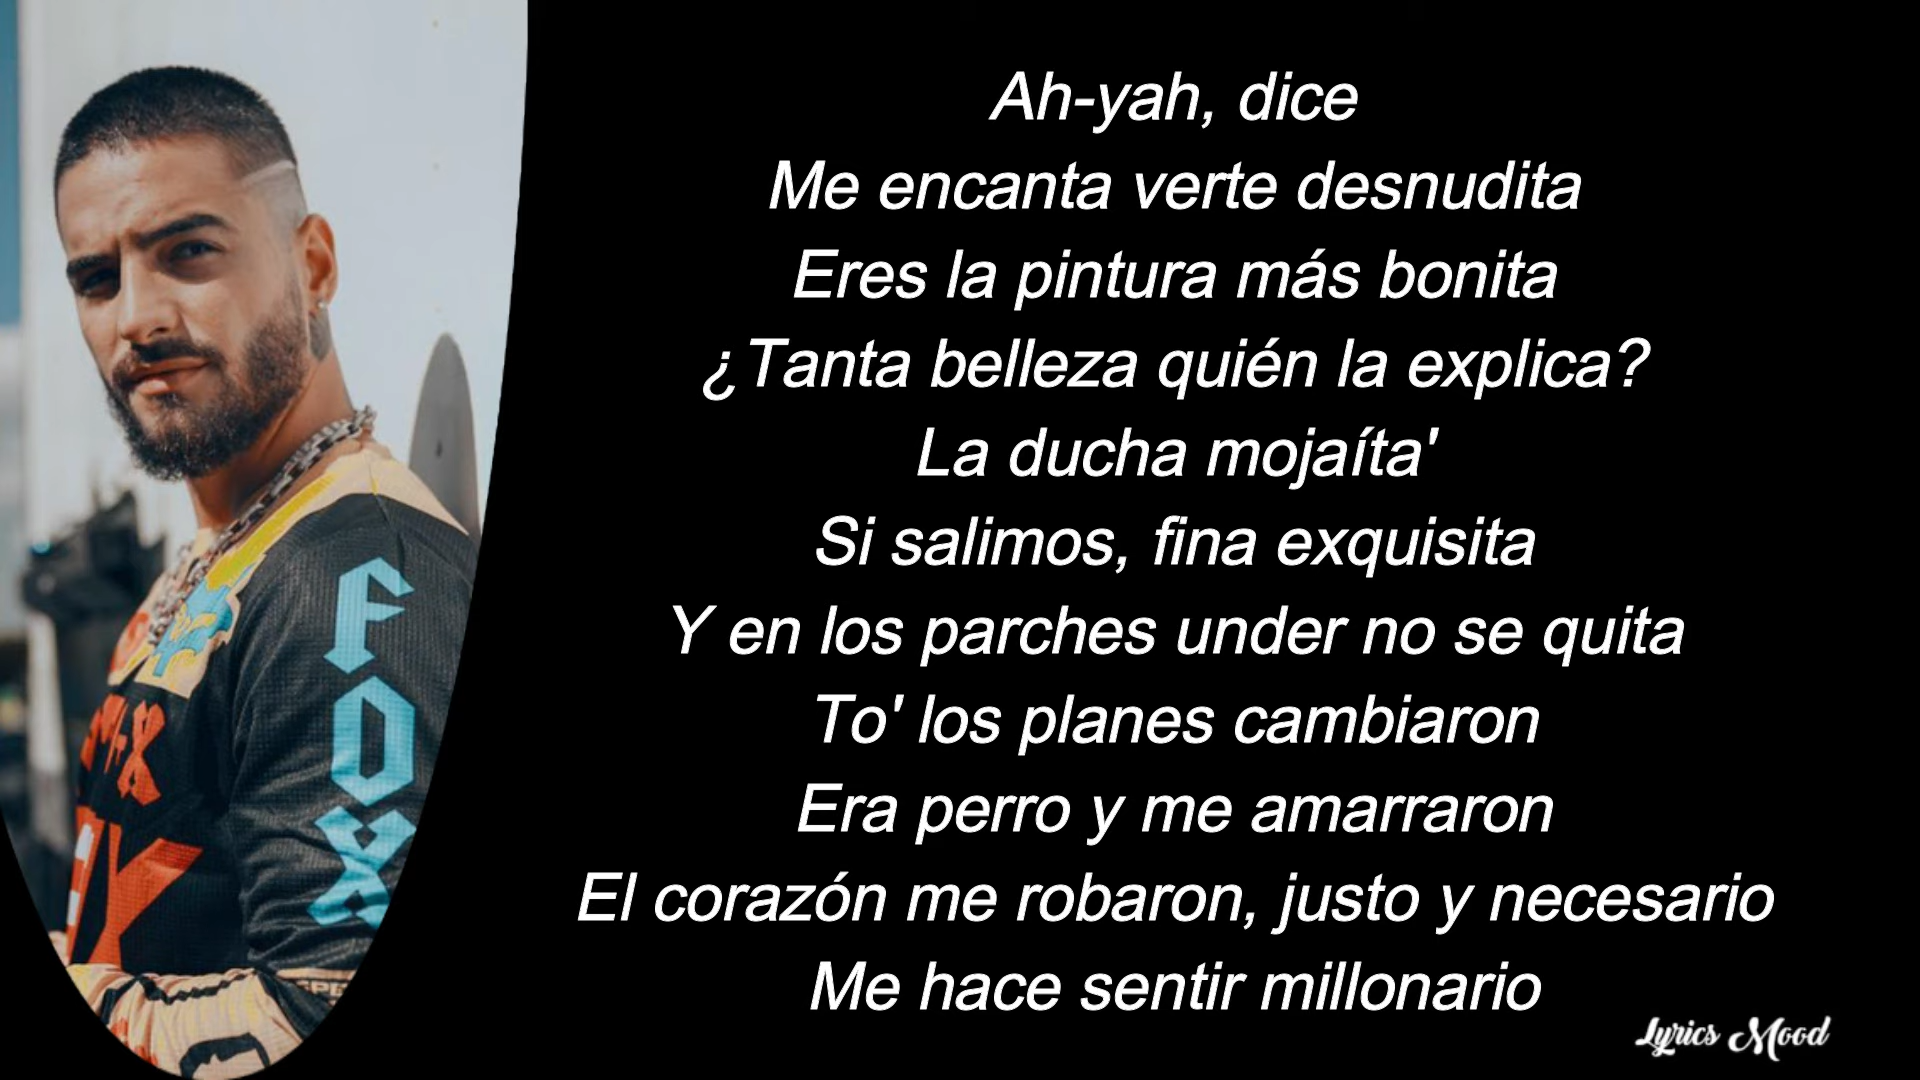 Ah-yah, dice
Me encanta verte desnudita
Eres la pintura más bonita
¿Tanta belleza quién la explica?
La ducha mojaíta'
Si salimos, fina exquisita
Y en los parches under no se quita
To' los planes cambiaron
Era perro y me amarraron
El corazón me robaron, justo y necesario
Me hace sentir millonario
Lyrics Mood
FOX